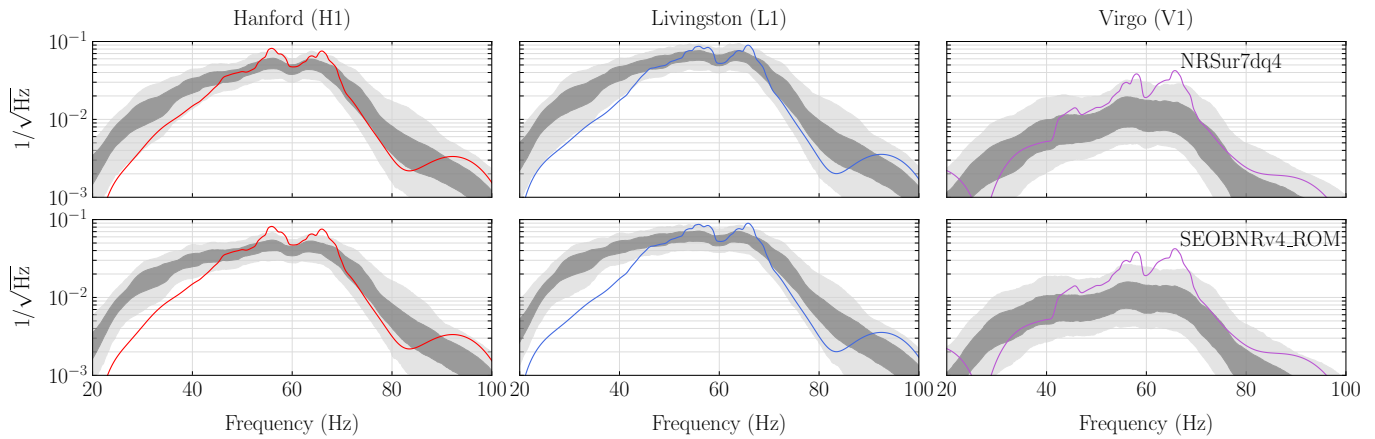 Hanford (H1)
Livingston (L1)
Virgo (V1)
10⁻¹
10⁻²
10⁻³
1/√Hz
NRSur7dq4
20 40 60 80 100
20 40 60 80 100
20 40 60 80 100
10⁻¹
10⁻²
10⁻³
1/√Hz
SEOBNRv4_ROM
Frequency (Hz)
Frequency (Hz)
Frequency (Hz)